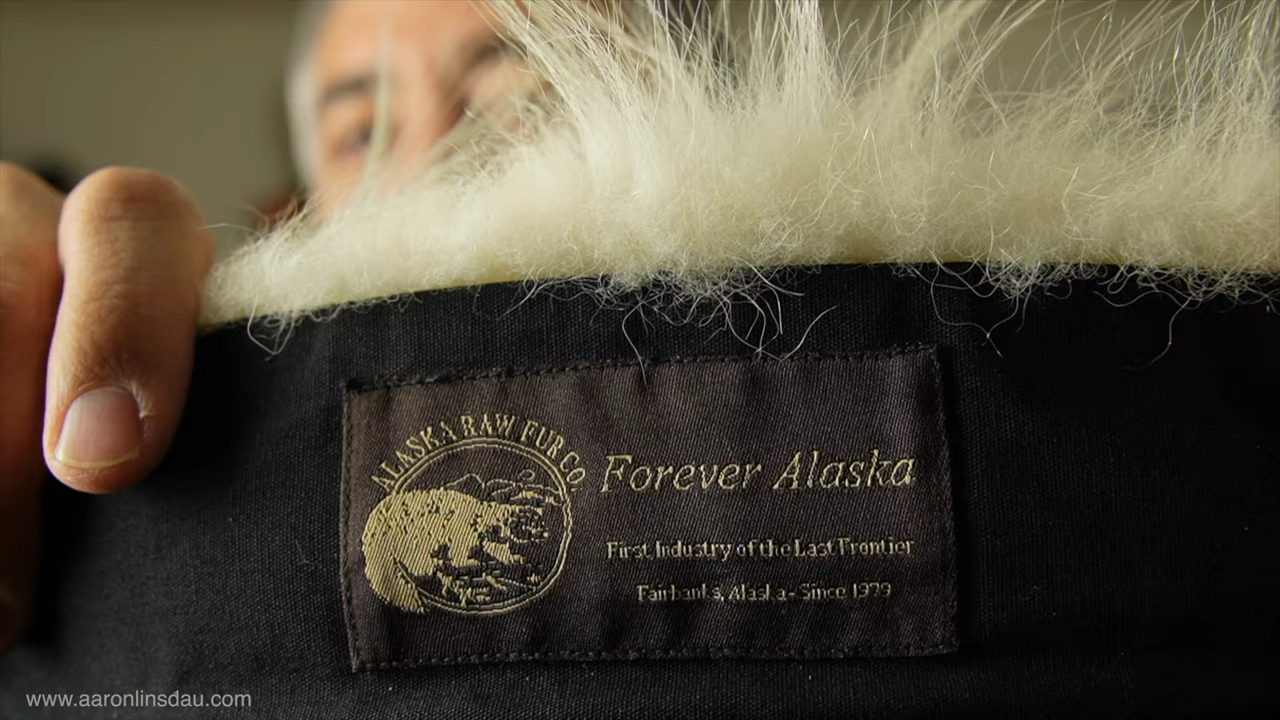 ALASKA RAW FUR CO.
Forever Alaska
First Industry of the Last Frontier
Fairbanks, Alaska - Since 1979
www.aaronlinsdau.com